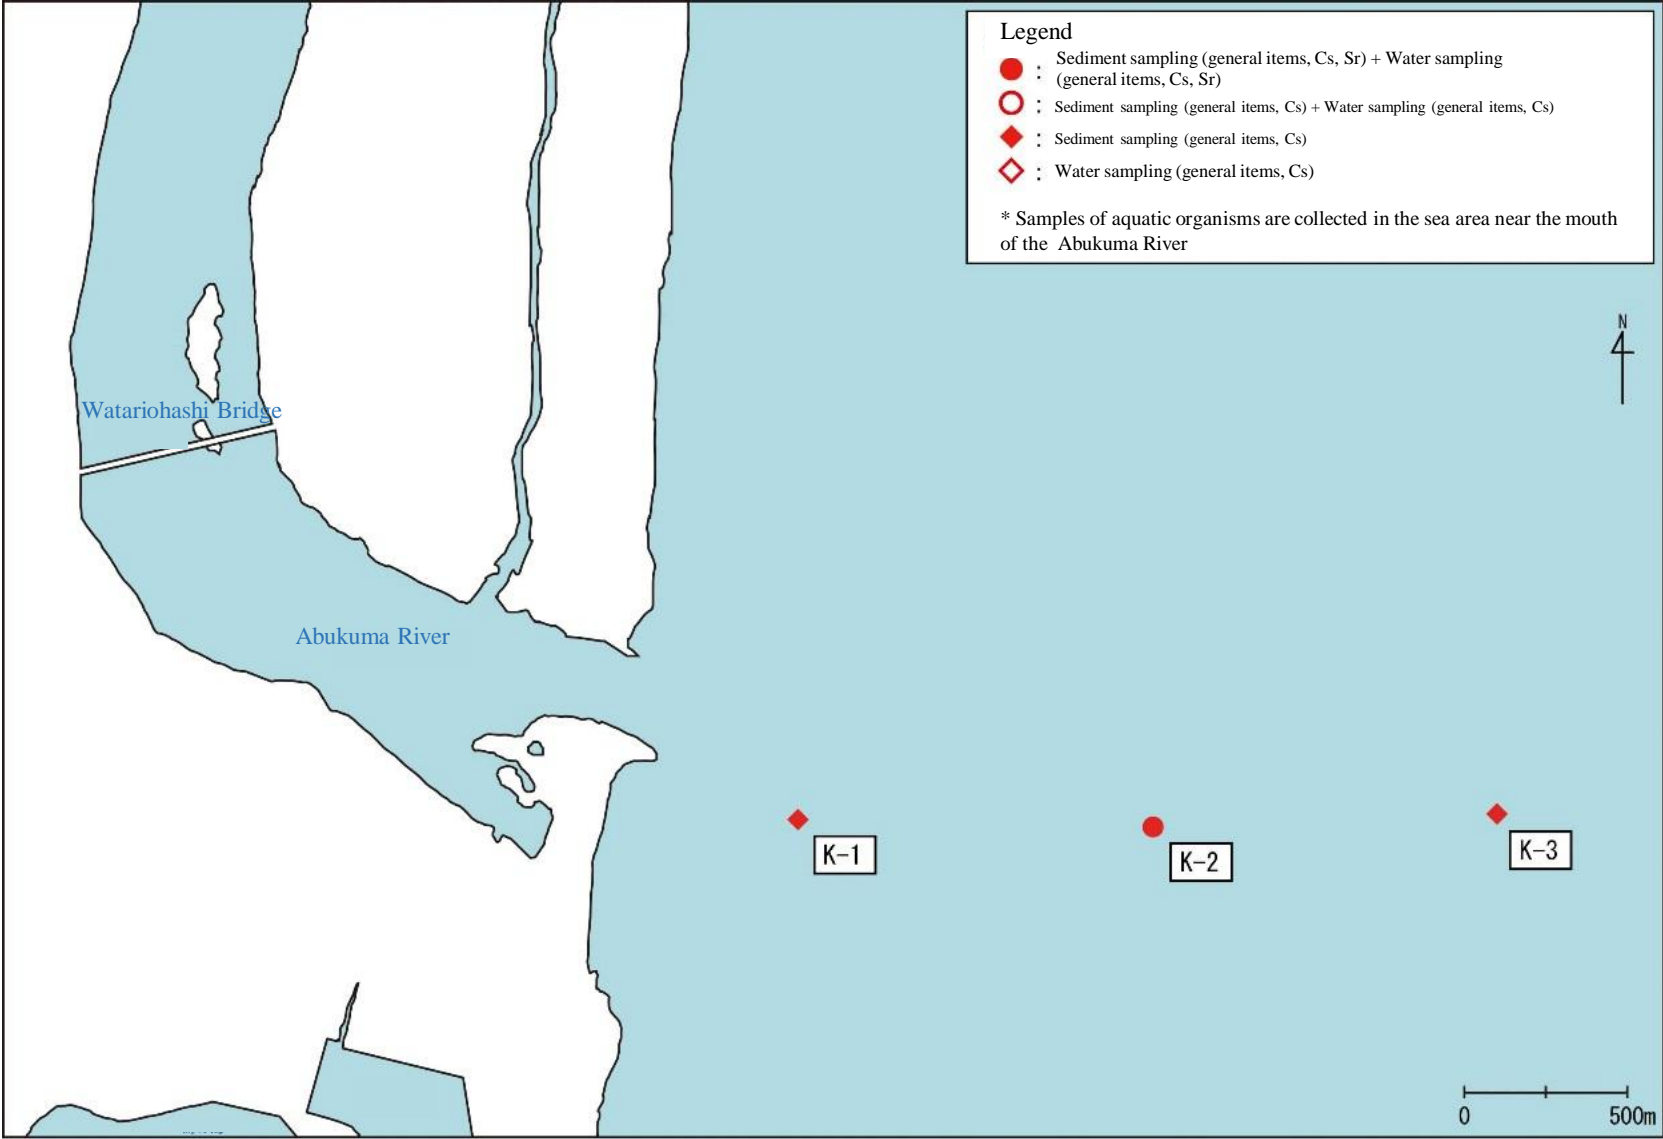 Legend
: Sediment sampling (general items, Cs, Sr) + Water sampling
(general items, Cs, Sr)
: Sediment sampling (general items, Cs) + Water sampling (general items, Cs)
: Sediment sampling (general items, Cs)
: Water sampling (general items, Cs)
* Samples of aquatic organisms are collected in the sea area near the mouth
of the Abukuma River
N
Watariohashi Bridge
Abukuma River
K-1
K-2
K-3
0 500m